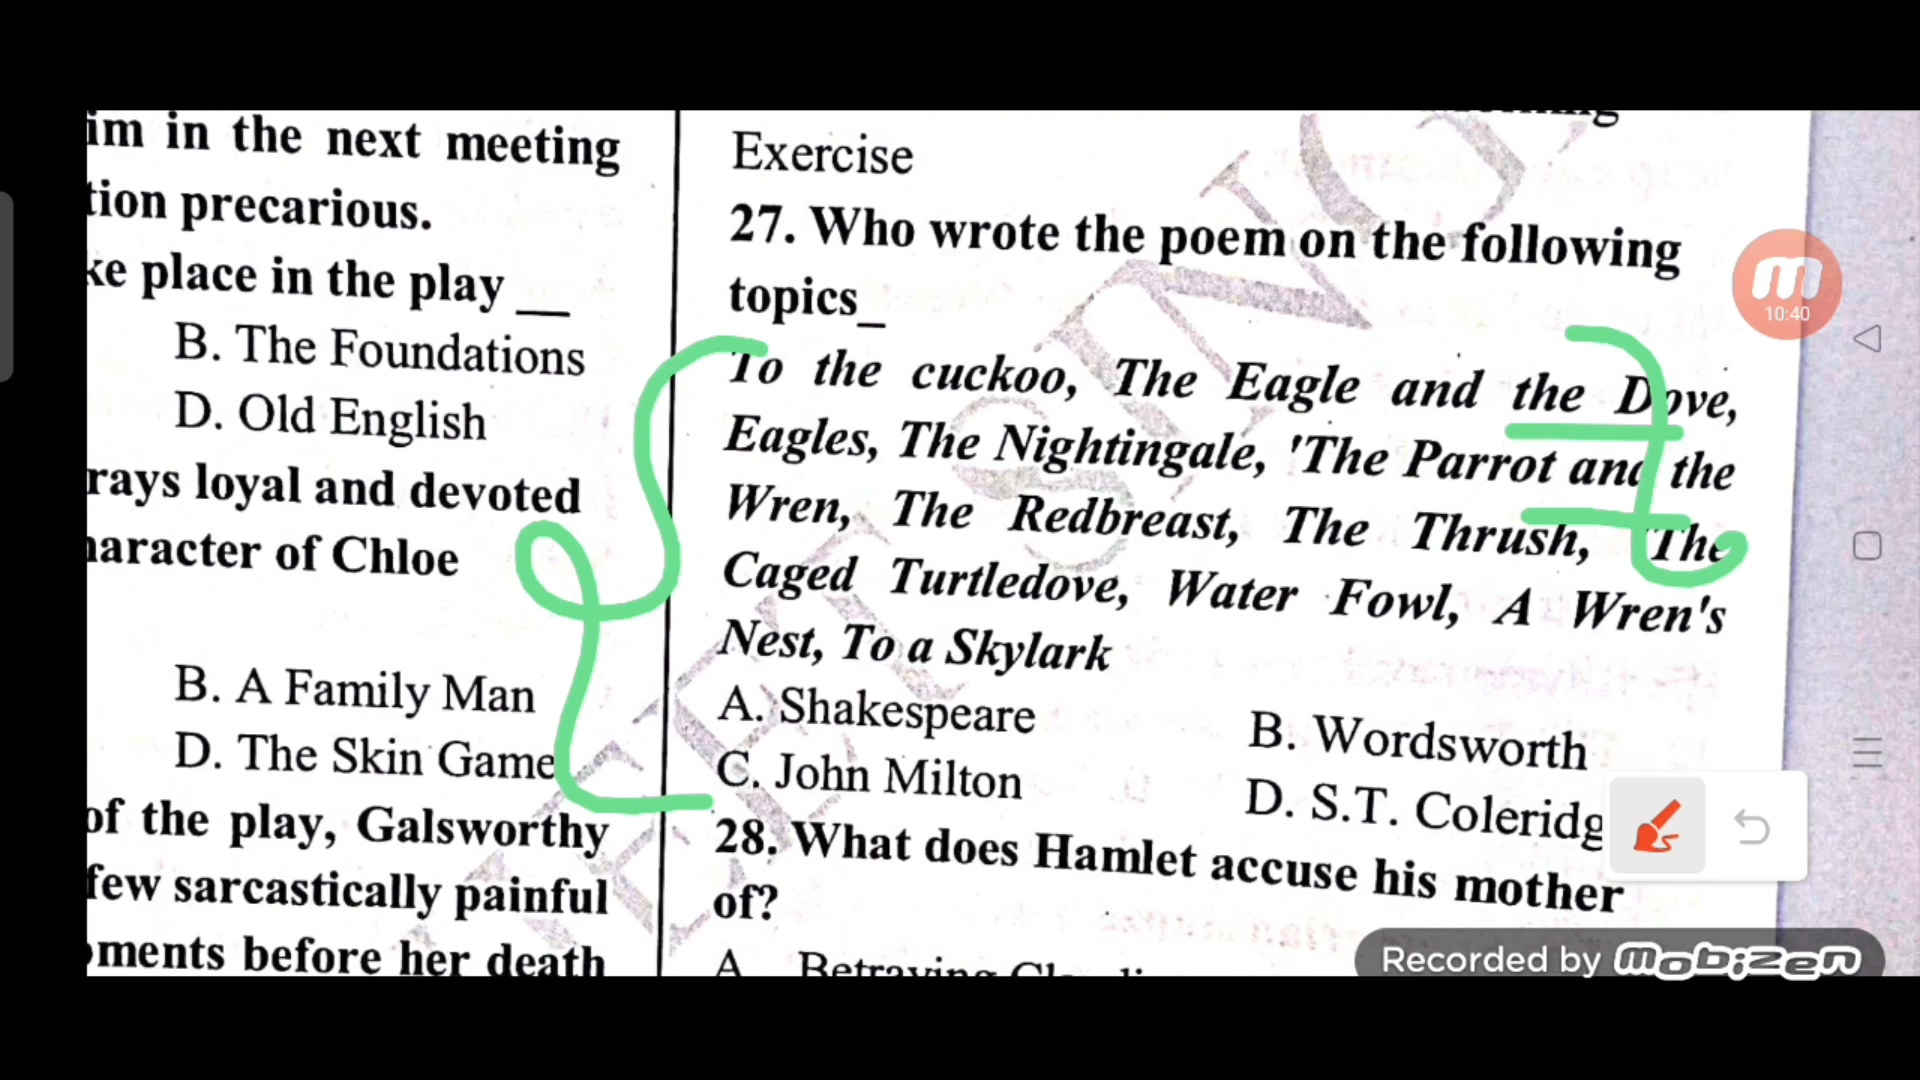 im in the next meeting
tion precarious.
ke place in the play __
B. The Foundations
D. Old English
rays loyal and devoted
haracter of Chloe
B. A Family Man
D. The Skin Game
of the play, Galsworthy
few sarcastically painful
oments before her death
Exercise
27. Who wrote the poem on the following
topics_
To the cuckoo, The Eagle and the Dove,
Eagles, The Nightingale, 'The Parrot and the
Wren, The Redbreast, The Thrush, 'The
Caged Turtledove, Water Fowl, A Wren's
Nest, To a Skylark
A. Shakespeare B. Wordsworth
C. John Milton D. S.T. Coleridg
28. What does Hamlet accuse his mother
of?
A Betraying
10:40
Recorded by mobizen